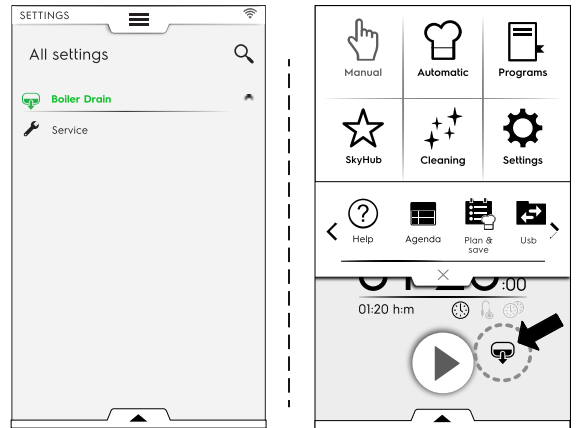 SETTINGS
All settings
Boiler Drain
Service
Manual
Automatic
Programs
SkyHub
Cleaning
Settings
?
Help
Agenda
Plan &
save
Usb
:00
01:20 h:m